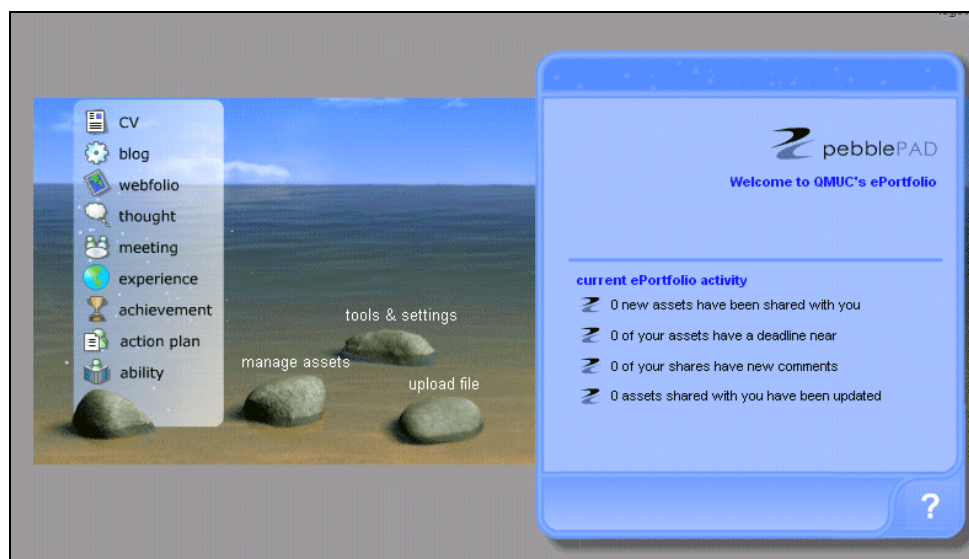 CV
blog
webfolio
thought
meeting
experience
achievement
action plan
ability
tools & settings
manage assets
upload file
pebblePAD
Welcome to QMUC's ePortfolio
current ePortfolio activity
0 new assets have been shared with you
0 of your assets have a deadline near
0 of your shares have new comments
0 assets shared with you have been updated
?